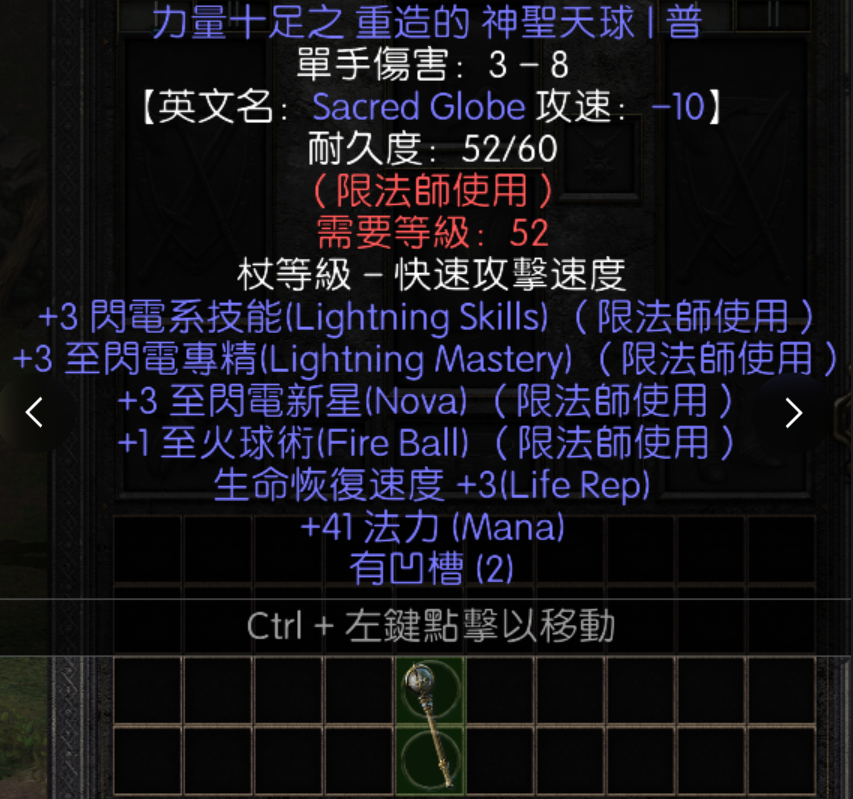 力量十足之 重造的 神聖天球 | 普
單手傷害： 3 - 8
【英文名： Sacred Globe 攻速： -10】
耐久度： 52/60
（限法師使用）
需要等級： 52
杖等級 - 快速攻擊速度
+3 閃電系技能(Lightning Skills)（限法師使用）
+3 至閃電專精(Lightning Mastery)（限法師使用）
+3 至閃電新星(Nova)（限法師使用）
+1 至火球術(Fire Ball)（限法師使用）
生命恢復速度 +3(Life Rep)
+41 法力 (Mana)
有凹槽 (2)
Ctrl + 左鍵點擊以移動